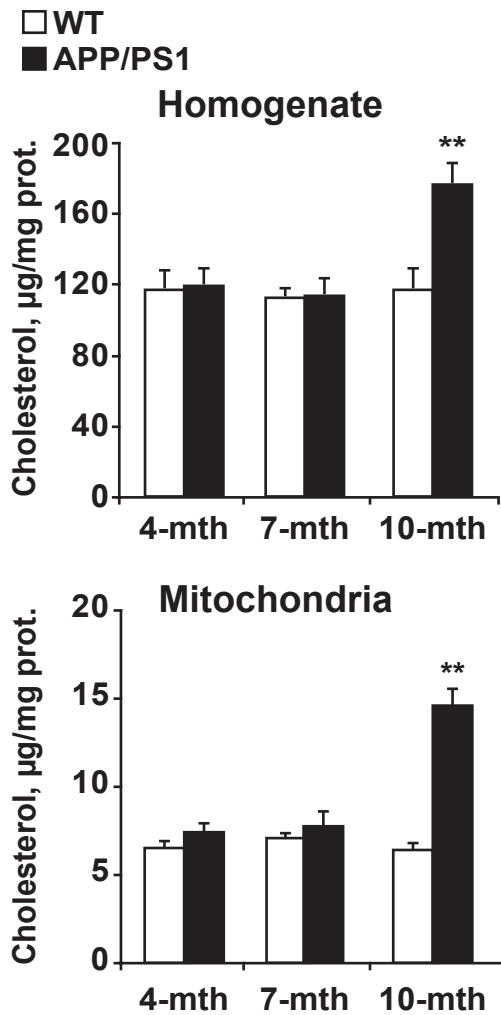 WT
APP/PS1
Homogenate
Cholesterol, µg/mg prot.
200
160
120
80
40
0
**
4-mth 7-mth 10-mth
Mitochondria
Cholesterol, µg/mg prot.
20
15
10
5
0
**
4-mth 7-mth 10-mth